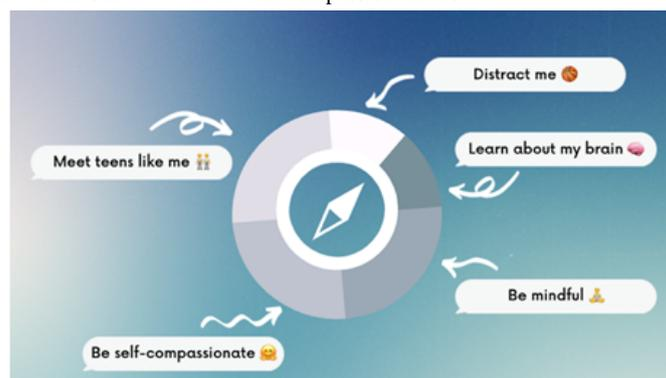 Distract me 🏀
Learn about my brain 🧠
Meet teens like me 👯
Be mindful 🧘
Be self-compassionate 🤗